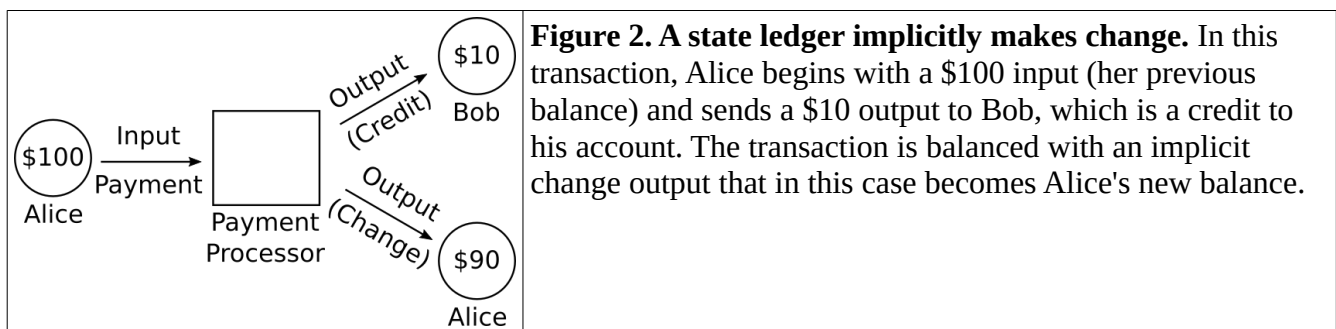 $100
Alice
Input
Payment
Payment
Processor
Output
(Credit)
$10
Bob
Output
(Change)
$90
Alice
Figure 2. A state ledger implicitly makes change. In this
transaction, Alice begins with a $100 input (her previous
balance) and sends a $10 output to Bob, which is a credit to
his account. The transaction is balanced with an implicit
change output that in this case becomes Alice's new balance.